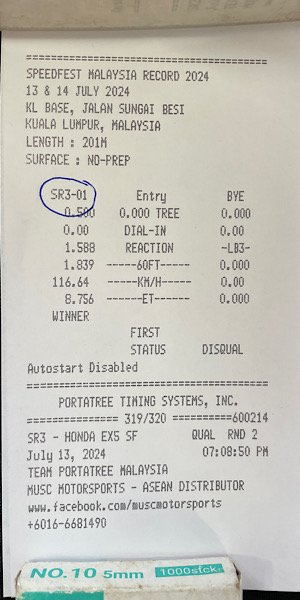 =====================================
SPEEDFEST MALAYSIA RECORD 2024
13 & 14 JULY 2024
KL BASE, JALAN SUNGAI BESI
KUALA LUMPUR, MALAYSIA
LENGTH : 201M
SURFACE : NO-PREP
SR3-01 Entry BYE
0.500 0.000 TREE 0.000
0.00 DIAL-IN 0.00
1.588 REACTION -LB3-
1.839 -----60FT----- 0.000
116.64 -----KM/H----- 0.00
8.756 ------ET------ 0.000
WINNER
FIRST
STATUS DISQUAL
Autostart Disabled
=====================================
PORTATREE TIMING SYSTEMS, INC.
============== 319/320 =========600214
SR3 - HONDA EX5 SF QUAL RND 2
July 13, 2024 07:08:50 PM
TEAM PORTATREE MALAYSIA
MUSC MOTORSPORTS - ASEAN DISTRIBUTOR
www.facebook.com/muscmotorsports
+6016-6681490
NO.10 5mm 1000stck.